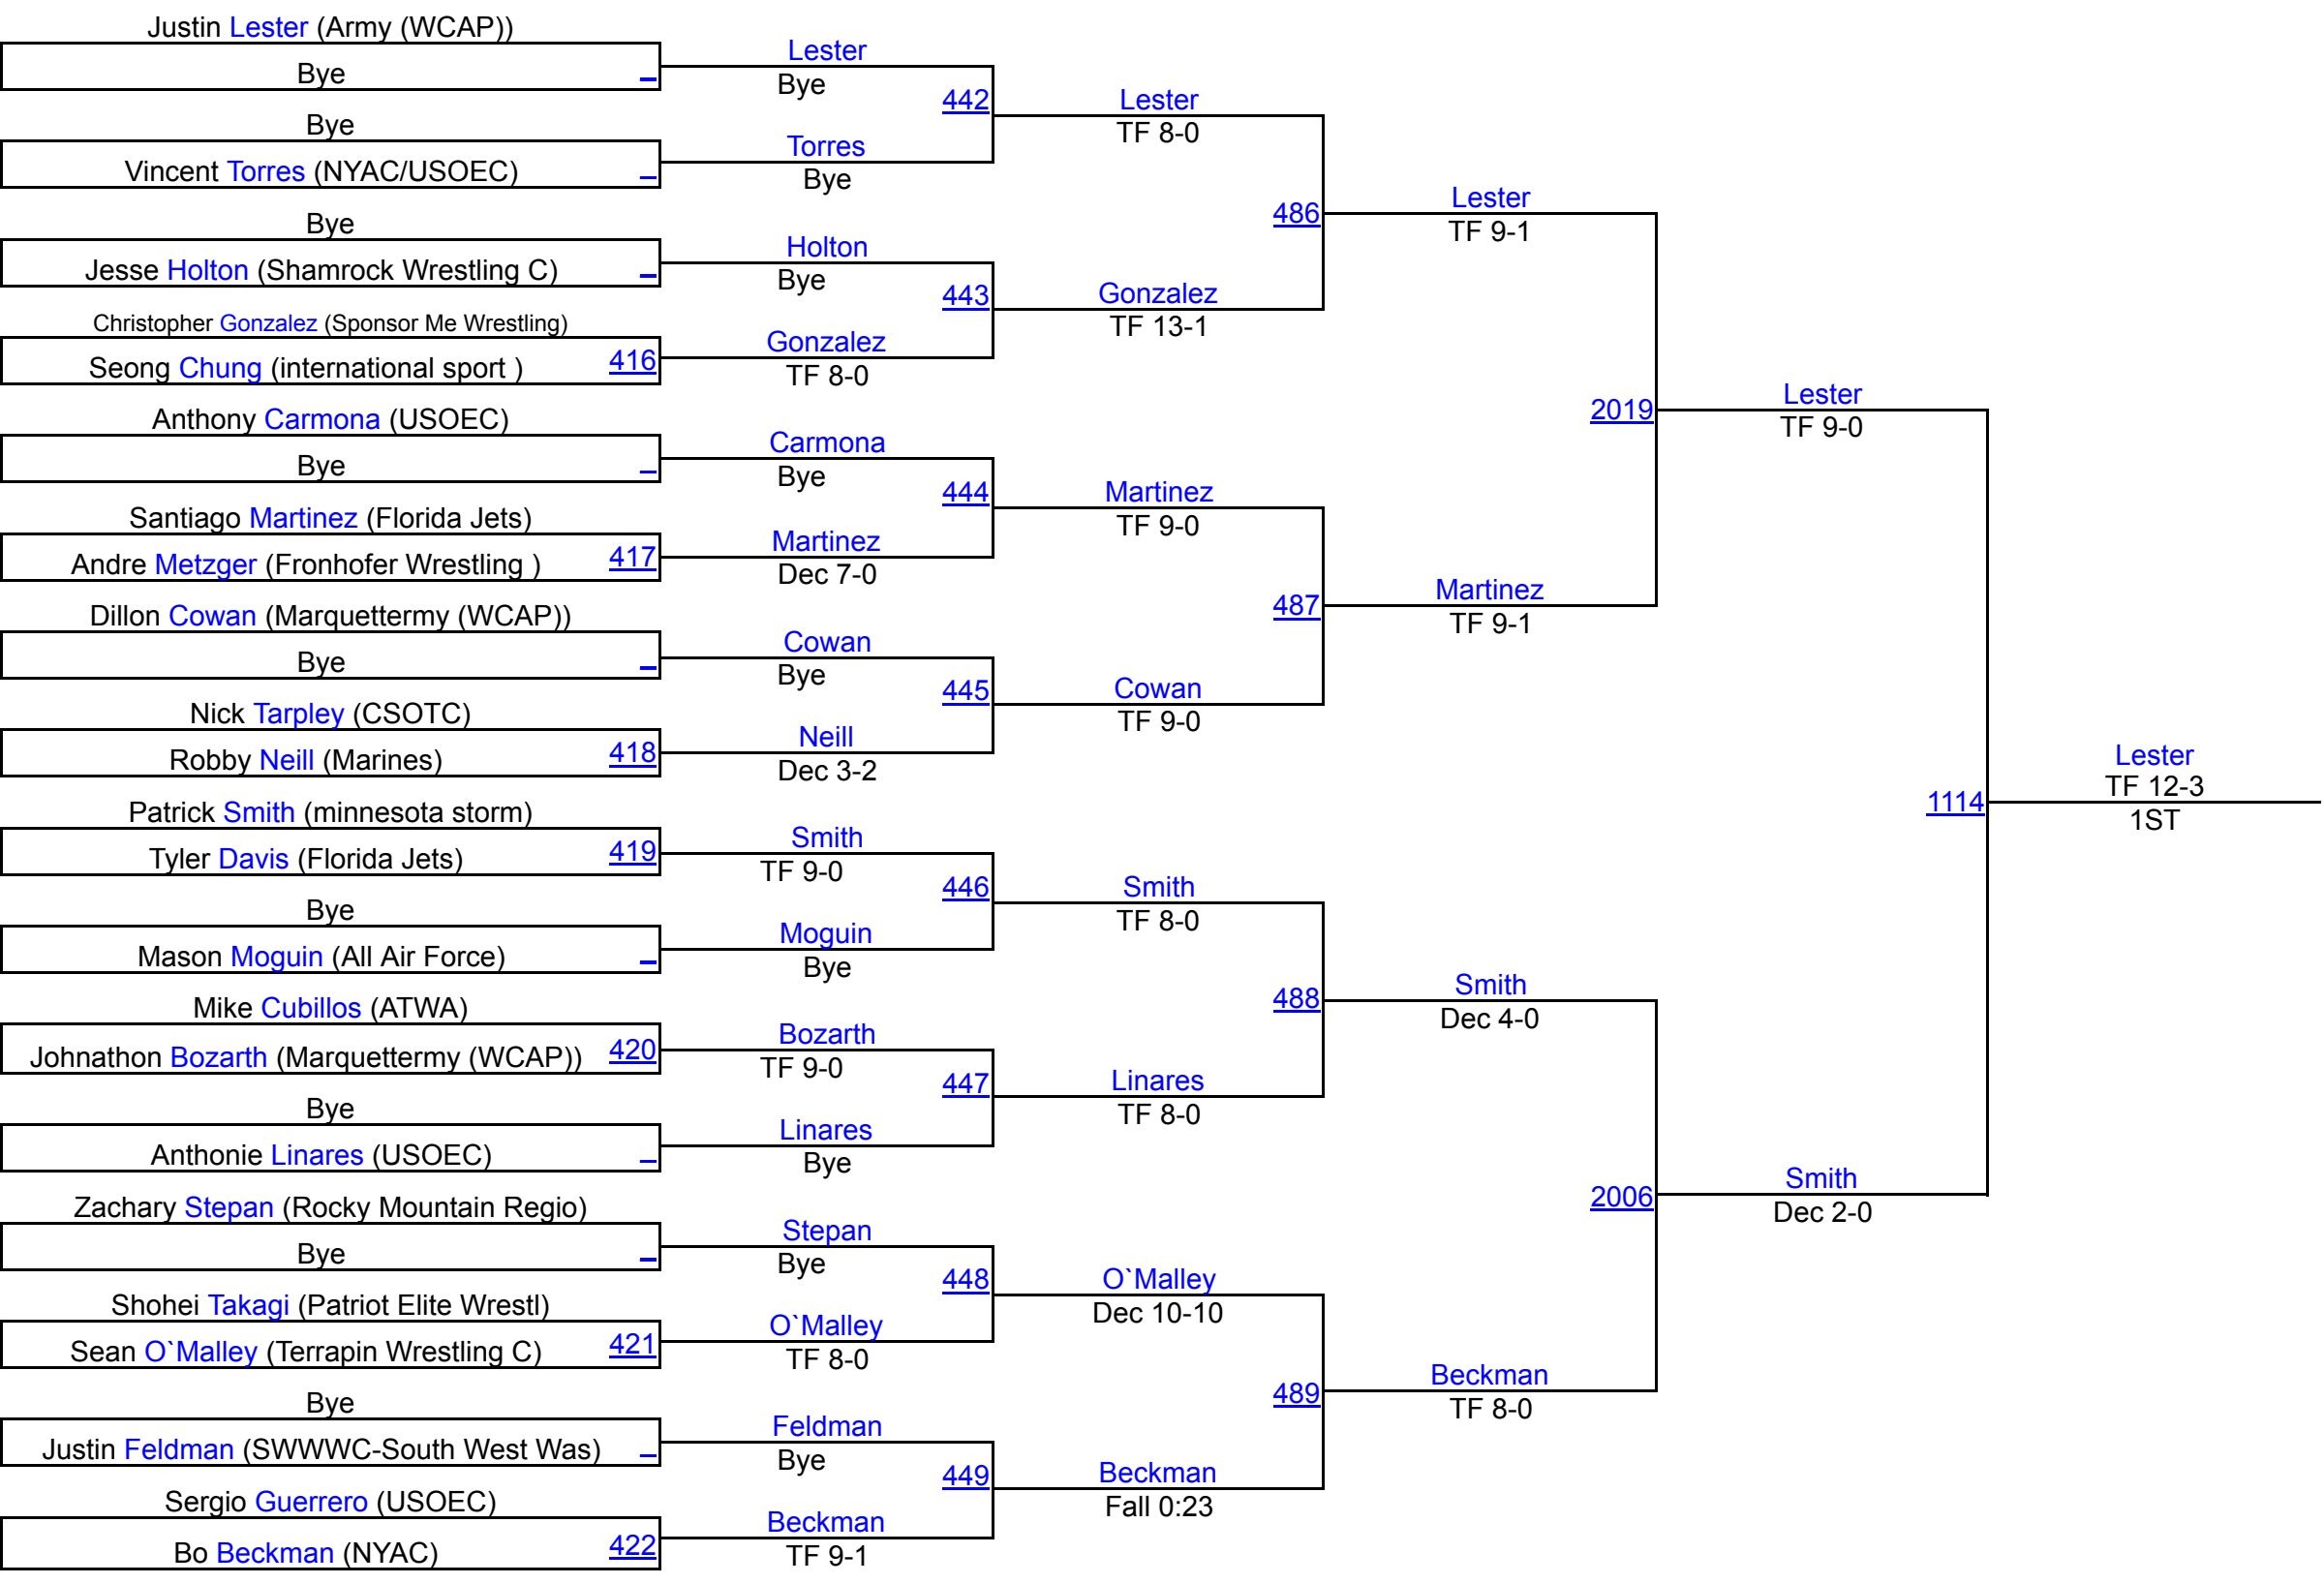 Justin Lester (Army (WCAP))
Bye
Bye
Vincent Torres (NYAC/USOEC)
Bye
Jesse Holton (Shamrock Wrestling C)
Christopher Gonzalez (Sponsor Me Wrestling)
Seong Chung (international sport ) 416
Anthony Carmona (USOEC)
Bye
Santiago Martinez (Florida Jets)
Andre Metzger (Fronhofer Wrestling ) 417
Dillon Cowan (Marquettermy (WCAP))
Bye
Nick Tarpley (CSOTC)
Robby Neill (Marines) 418
Patrick Smith (minnesota storm)
Tyler Davis (Florida Jets) 419
Bye
Mason Moguin (All Air Force)
Mike Cubillos (ATWA)
Johnathon Bozarth (Marquettermy (WCAP)) 420
Bye
Anthonie Linares (USOEC)
Zachary Stepan (Rocky Mountain Regio)
Bye
Shohei Takagi (Patriot Elite Wrestl)
Sean O`Malley (Terrapin Wrestling C) 421
Bye
Justin Feldman (SWWWC-South West Was)
Sergio Guerrero (USOEC)
Bo Beckman (NYAC) 422
Lester
Bye
442
Torres
Bye
Holton
Bye
443
Gonzalez
TF 8-0
Carmona
Bye
444
Martinez
Dec 7-0
Cowan
Bye
445
Neill
Dec 3-2
Smith
TF 9-0
446
Moguin
Bye
Bozarth
TF 9-0
447
Linares
Bye
Stepan
Bye
448
O`Malley
TF 8-0
Feldman
Bye
449
Beckman
TF 9-1
Lester
TF 8-0
486
Gonzalez
TF 13-1
Martinez
TF 9-0
487
Cowan
TF 9-0
Smith
TF 8-0
488
Linares
TF 8-0
O`Malley
Dec 10-10
489
Beckman
Fall 0:23
Lester
TF 9-1
2019
Martinez
TF 9-1
Smith
Dec 4-0
2006
Beckman
TF 8-0
Lester
TF 9-0
1114
Smith
Dec 2-0
Lester
TF 12-3
1ST